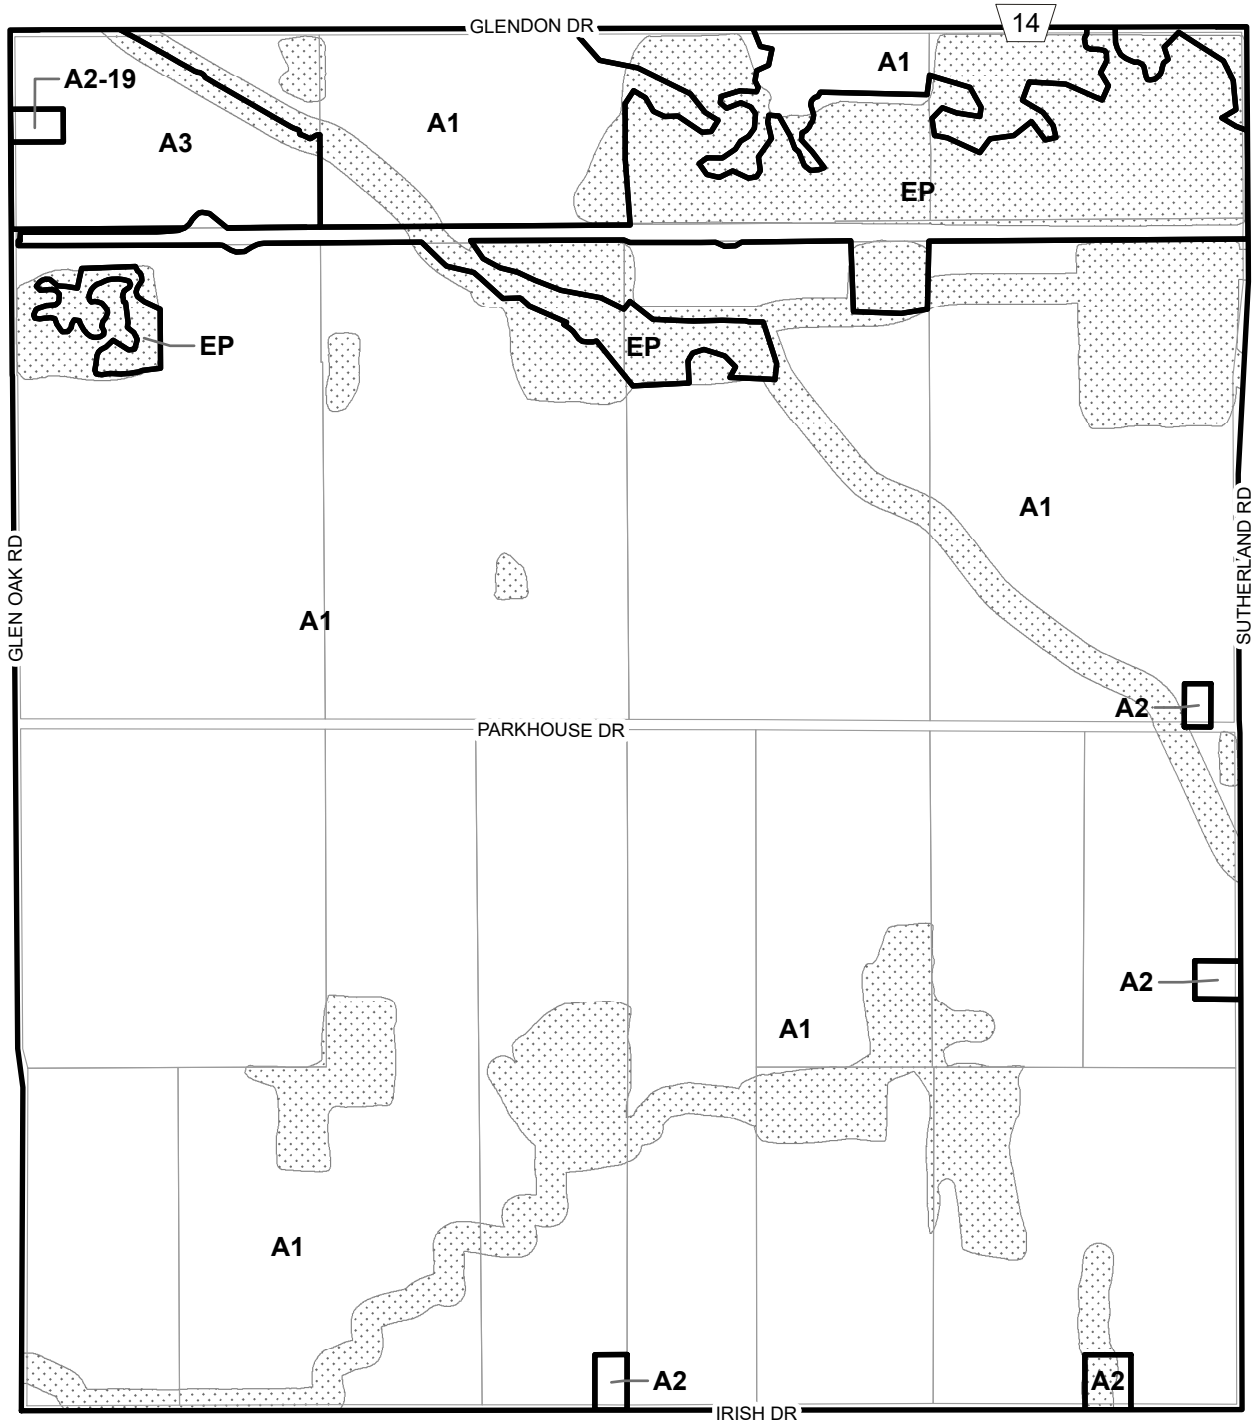 GLENDON DR
14
A2-19
A1
A1
A3
EP
EP
EP
A1
GLEN OAK RD
SUTHERLAND RD
A1
A2
PARKHOUSE DR
A2
A1
A1
A2
A2
IRISH DR